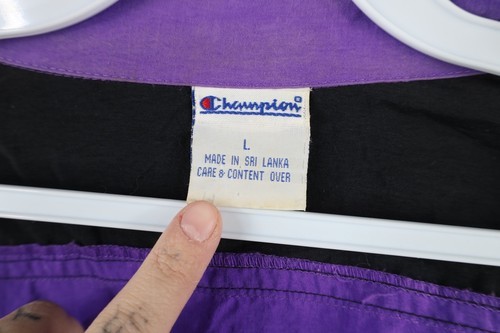 Champion
L
MADE IN SRI LANKA
CARE & CONTENT OVER